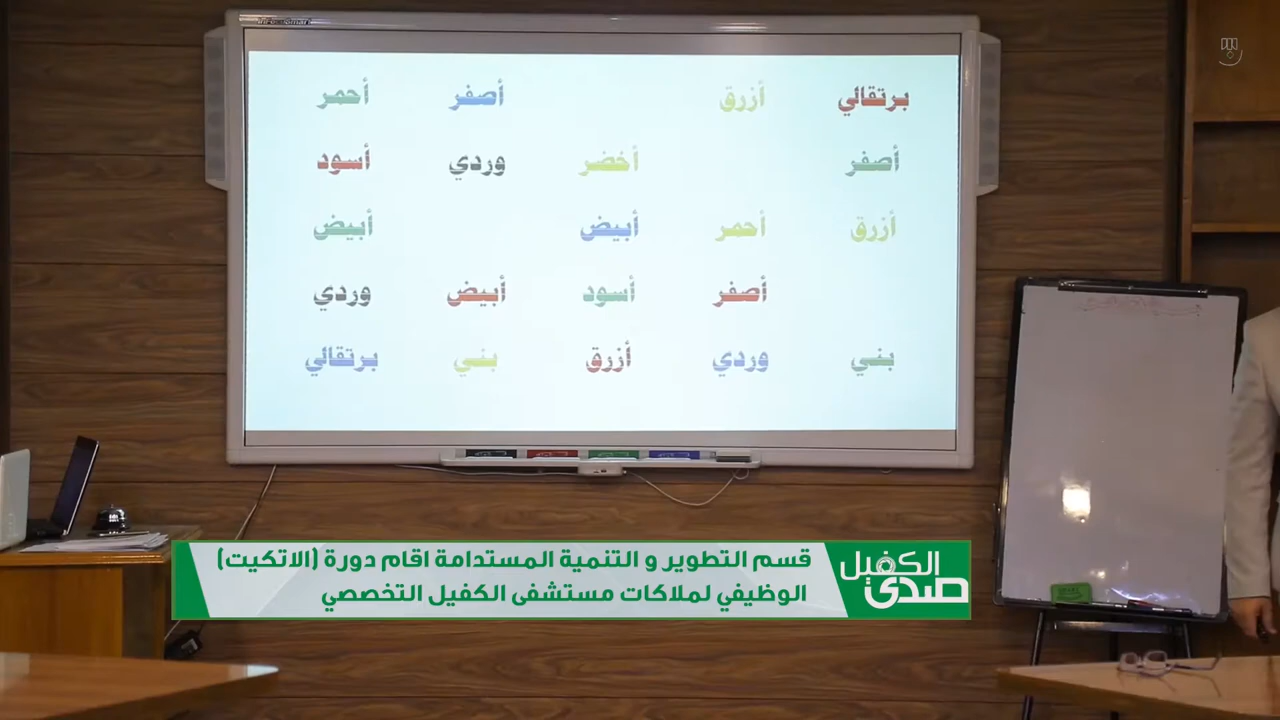 برتقالي أزرق أصفر أحمر
أصفر أخضر وردي أسود
أزرق أحمر أبيض أبيض
أصفر أسود أبيض وردي
بني وردي أزرق بني برتقالي
صدى الكفيل
قسم التطوير و التنمية المستدامة اقام دورة (الاتكيت)
الوظيفي لملاكات مستشفى الكفيل التخصصي